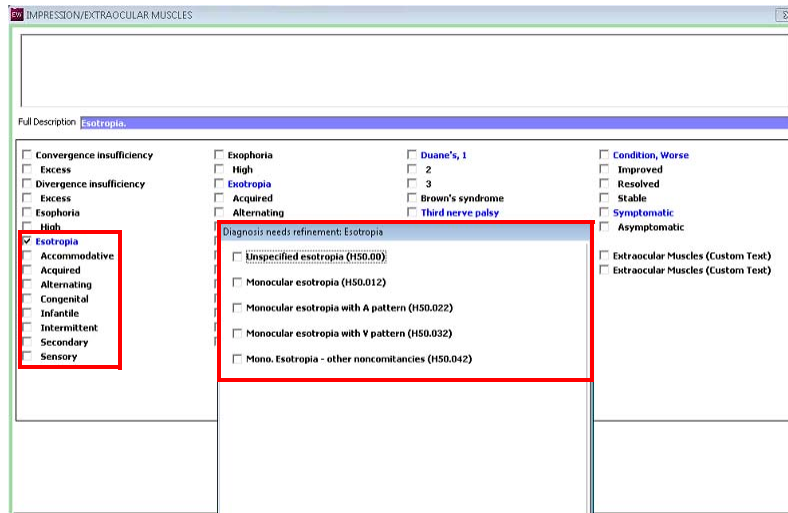 EW IMPRESSION/EXTRAOCULAR MUSCLES
Full Description Esotropia.
Convergence insufficiency
Excess
Divergence insufficiency
Excess
Esophoria
High
Esotropia
Accommodative
Acquired
Alternating
Congenital
Infantile
Intermittent
Secondary
Sensory
Exophoria
High
Exotropia
Acquired
Alternating
Duane's, 1
2
3
Brown's syndrome
Third nerve palsy
Condition, Worse
Improved
Resolved
Stable
Symptomatic
Asymptomatic
Extraocular Muscles (Custom Text)
Extraocular Muscles (Custom Text)
Diagnosis needs refinement: Esotropia
Unspecified esotropia (H50.00)
Monocular esotropia (H50.012)
Monocular esotropia with A pattern (H50.022)
Monocular esotropia with V pattern (H50.032)
Mono. Esotropia - other noncomitancies (H50.042)